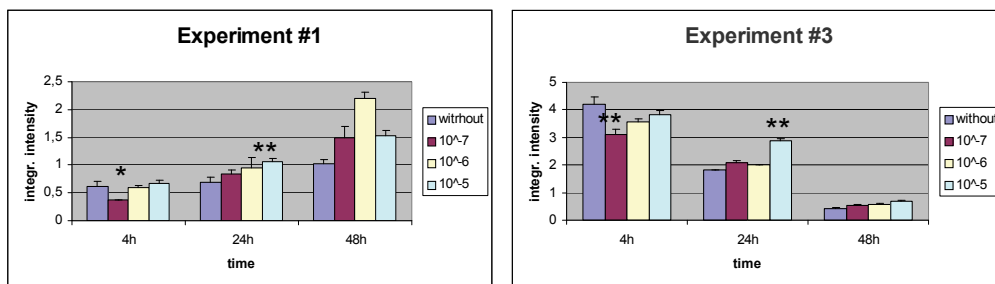 Experiment #1
integr. intensity
2,5
2
1,5
1
0,5
0
*
**
4h
24h
48h
time
witrhout
10^-7
10^-6
10^-5
Experiment #3
integr. intensity
5
4
3
2
1
0
**
**
4h
24h
48h
time
witrhout
10^-7
10^-6
10^-5